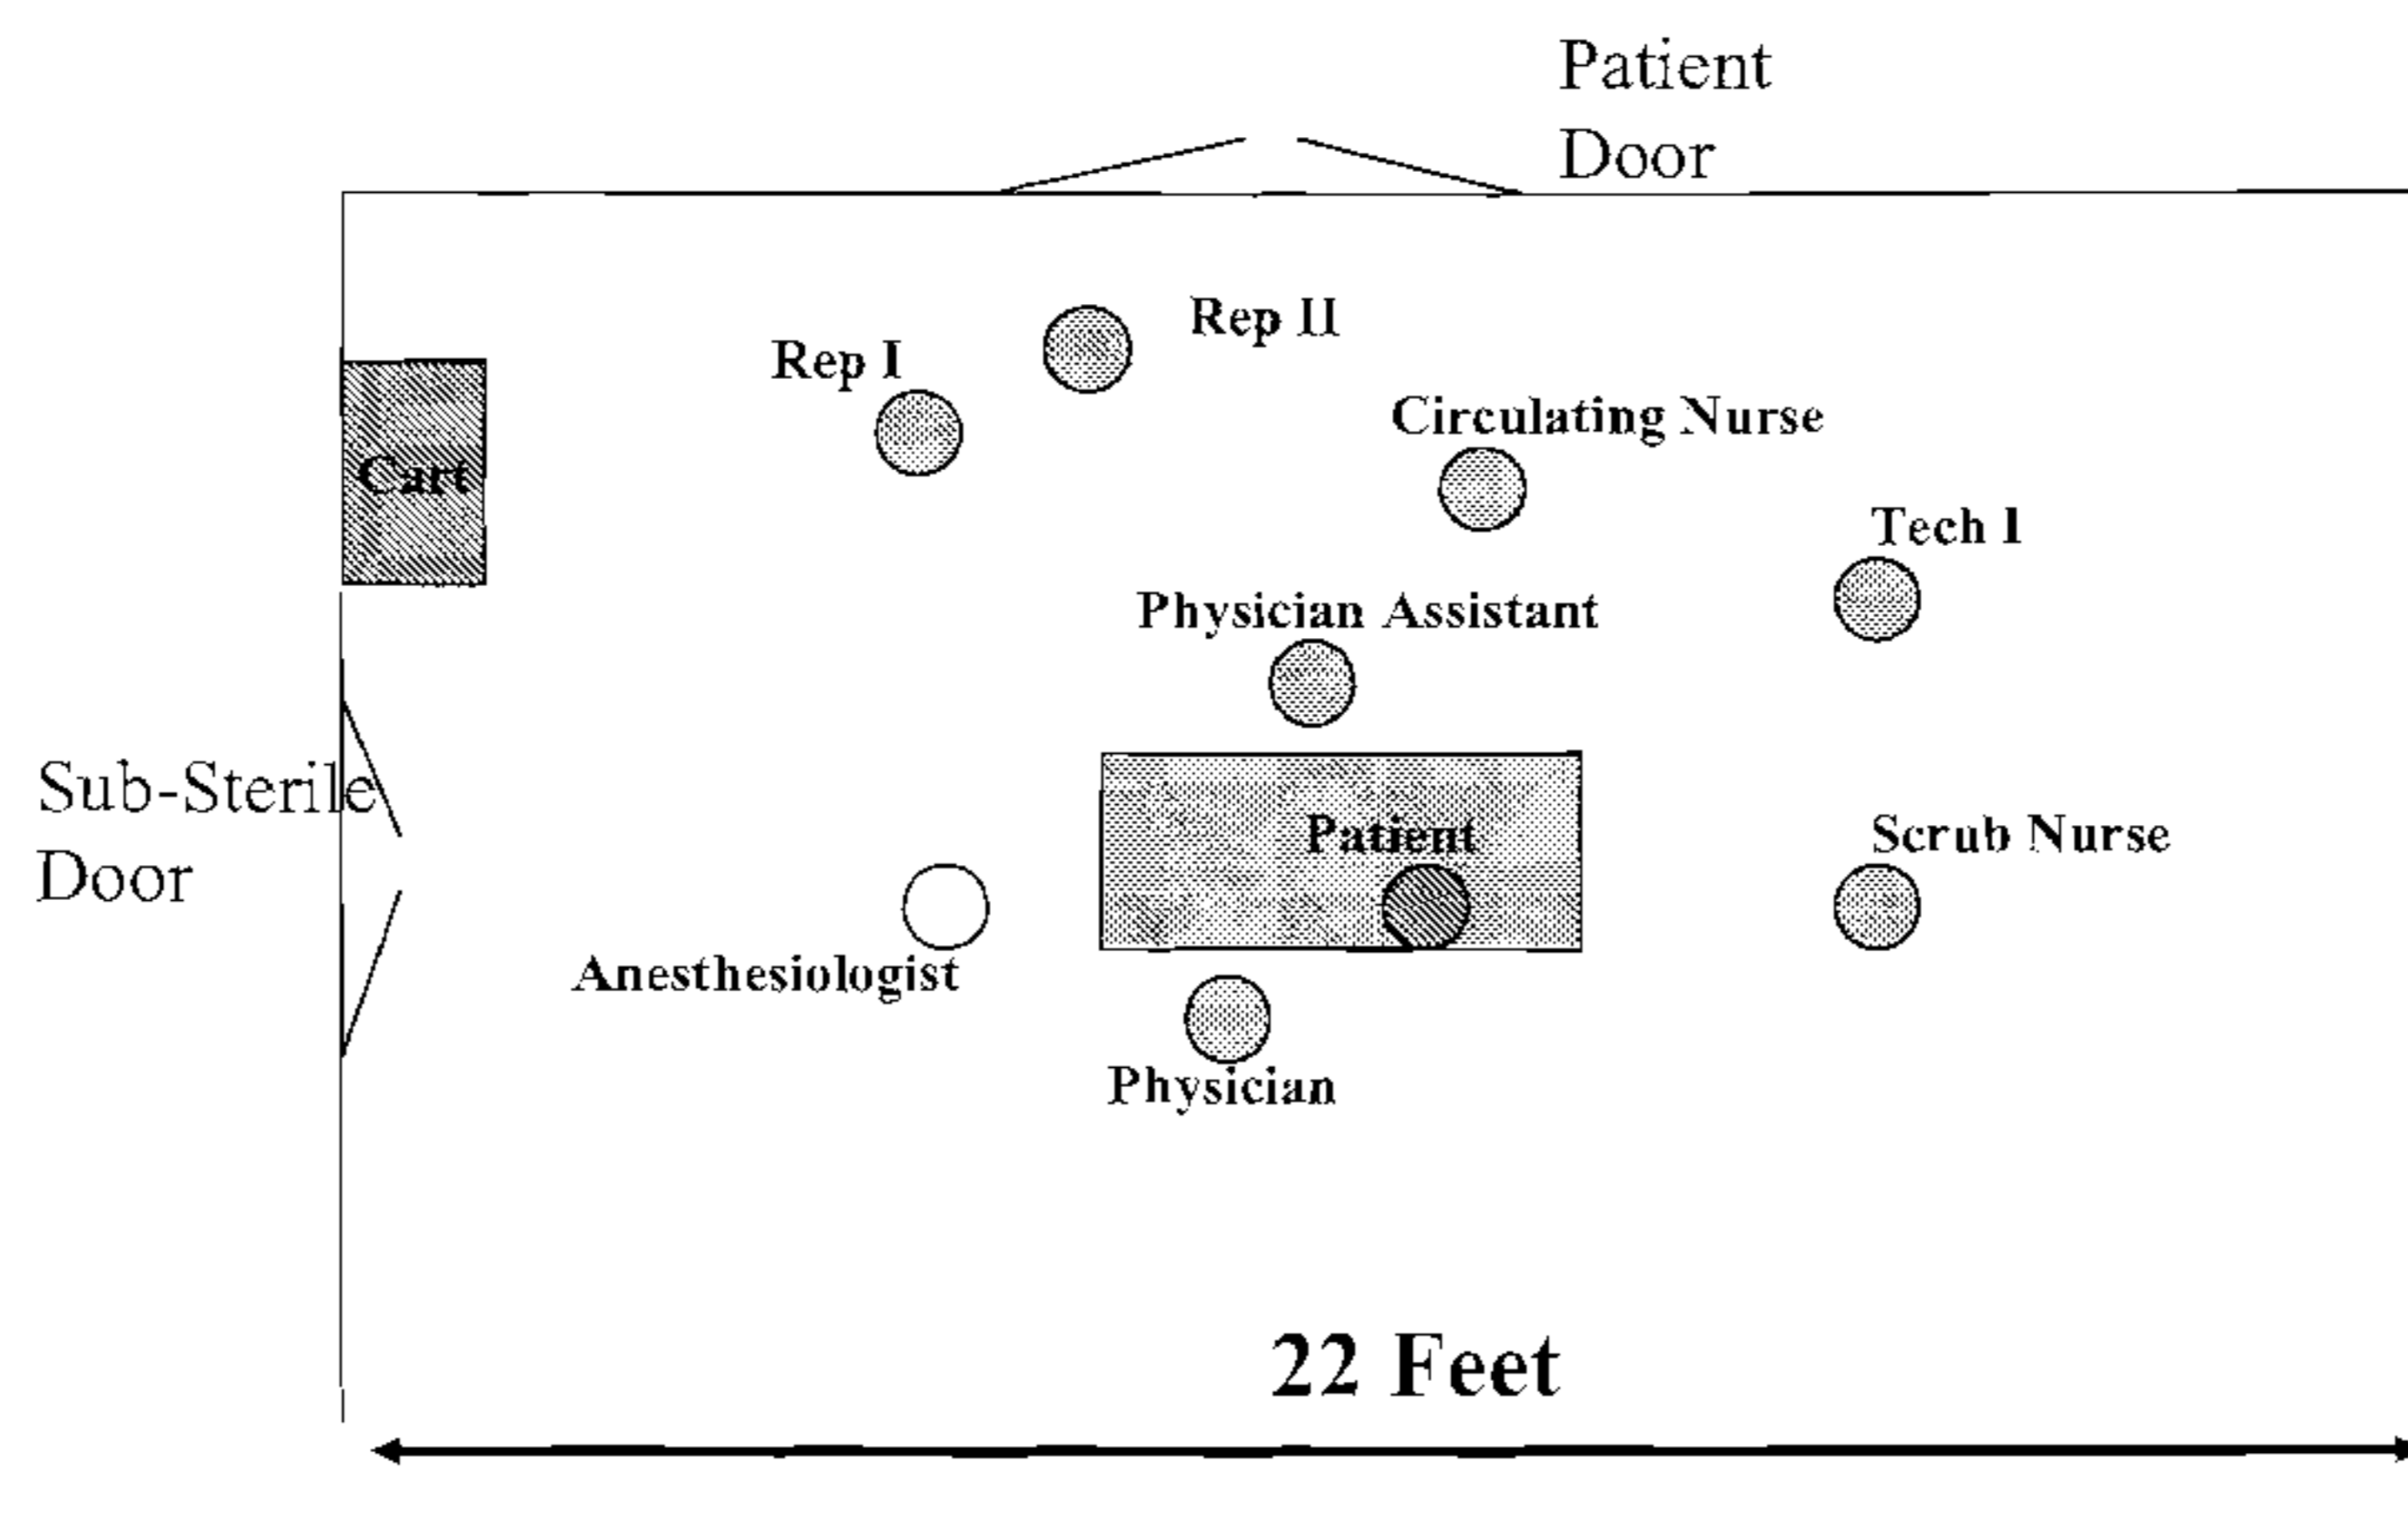 Patient
Door
Rep II
Rep I
Circulating Nurse
Cart
Tech I
Physician Assistant
Sub-Sterile
Door
Patient
Scrub Nurse
Anesthesiologist
Physician
22 Feet